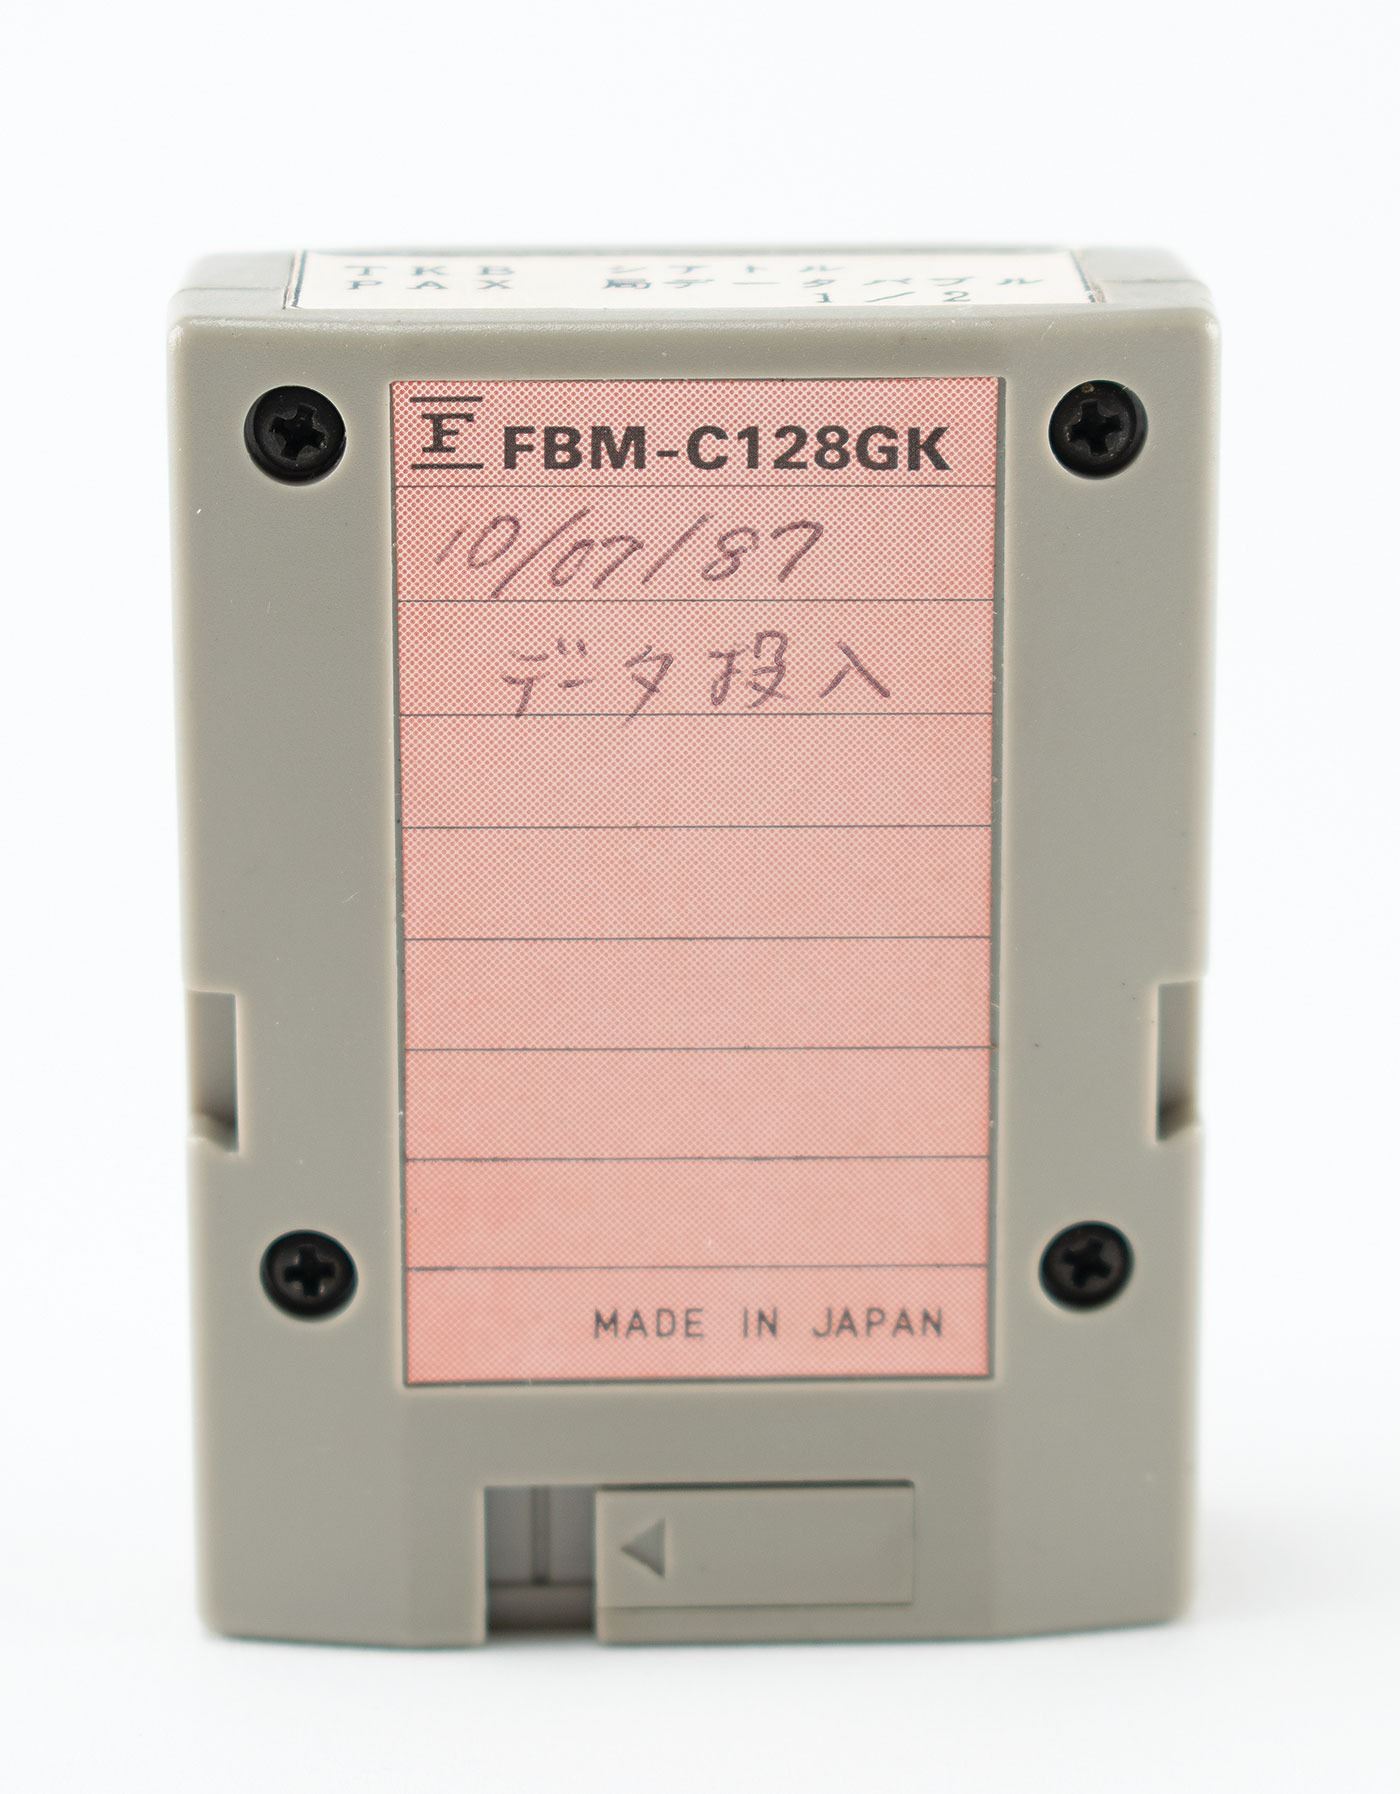 TKB シアトル
PAX 局データバブル
1/2
F FBM-C128GK
10/07/87
データ投入
MADE IN JAPAN